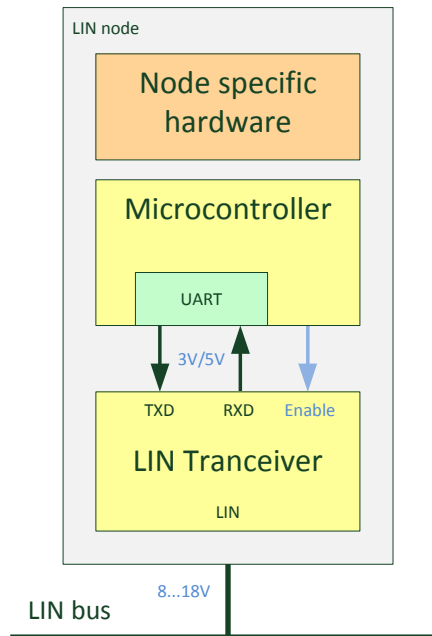 LIN node
Node specific
hardware
Microcontroller
UART
3V/5V
TXD RXD Enable
LIN Tranceiver
LIN
8...18V
LIN bus